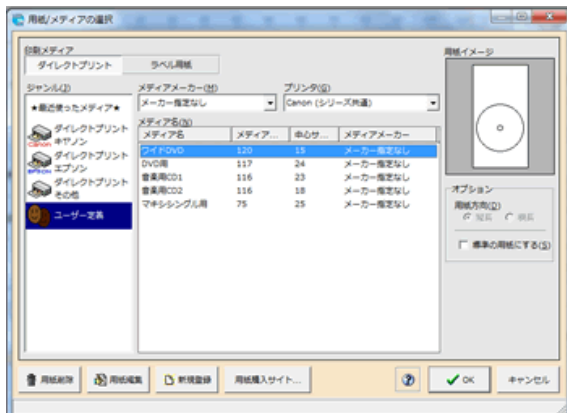 用紙/メディアの選択
印刷メディア
ダイレクトプリント
ラベル用紙
ジャンル(J)
★最近使ったメディア★
ダイレクトプリント
キヤノン
Canon
ダイレクトプリント
エプソン
EPSON
ダイレクトプリント
その他
ユーザー定義
メディアメーカー(M)
メーカー指定なし
プリンタ(G)
Canon (シリーズ共通)
メディア名(N)
メディア名 メディア... 中心サ... メディアメーカー
ワイドDVD 120 15 メーカー指定なし
DVD用 117 24 メーカー指定なし
音楽用CD1 116 23 メーカー指定なし
音楽用CD2 116 18 メーカー指定なし
マキシシングル用 75 25 メーカー指定なし
用紙イメージ
オプション
用紙方向(D)
縦長 横長
標準の用紙にする(S)
用紙削除
用紙編集
新規登録
用紙購入サイト...
OK
キャンセル